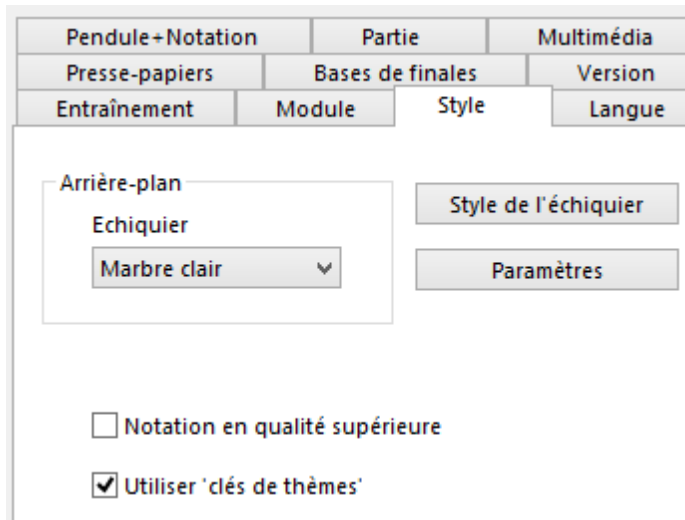 Pendule+Notation Partie Multimédia
Presse-papiers Bases de finales Version
Entraînement Module Style Langue
Arrière-plan
Echiquier
Marbre clair
Style de l'échiquier
Paramètres
Notation en qualité supérieure
Utiliser 'clés de thèmes'